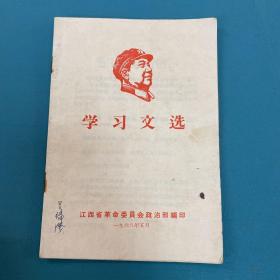 学习文选
江西省革命委员会政治部编印
一九六八年五月